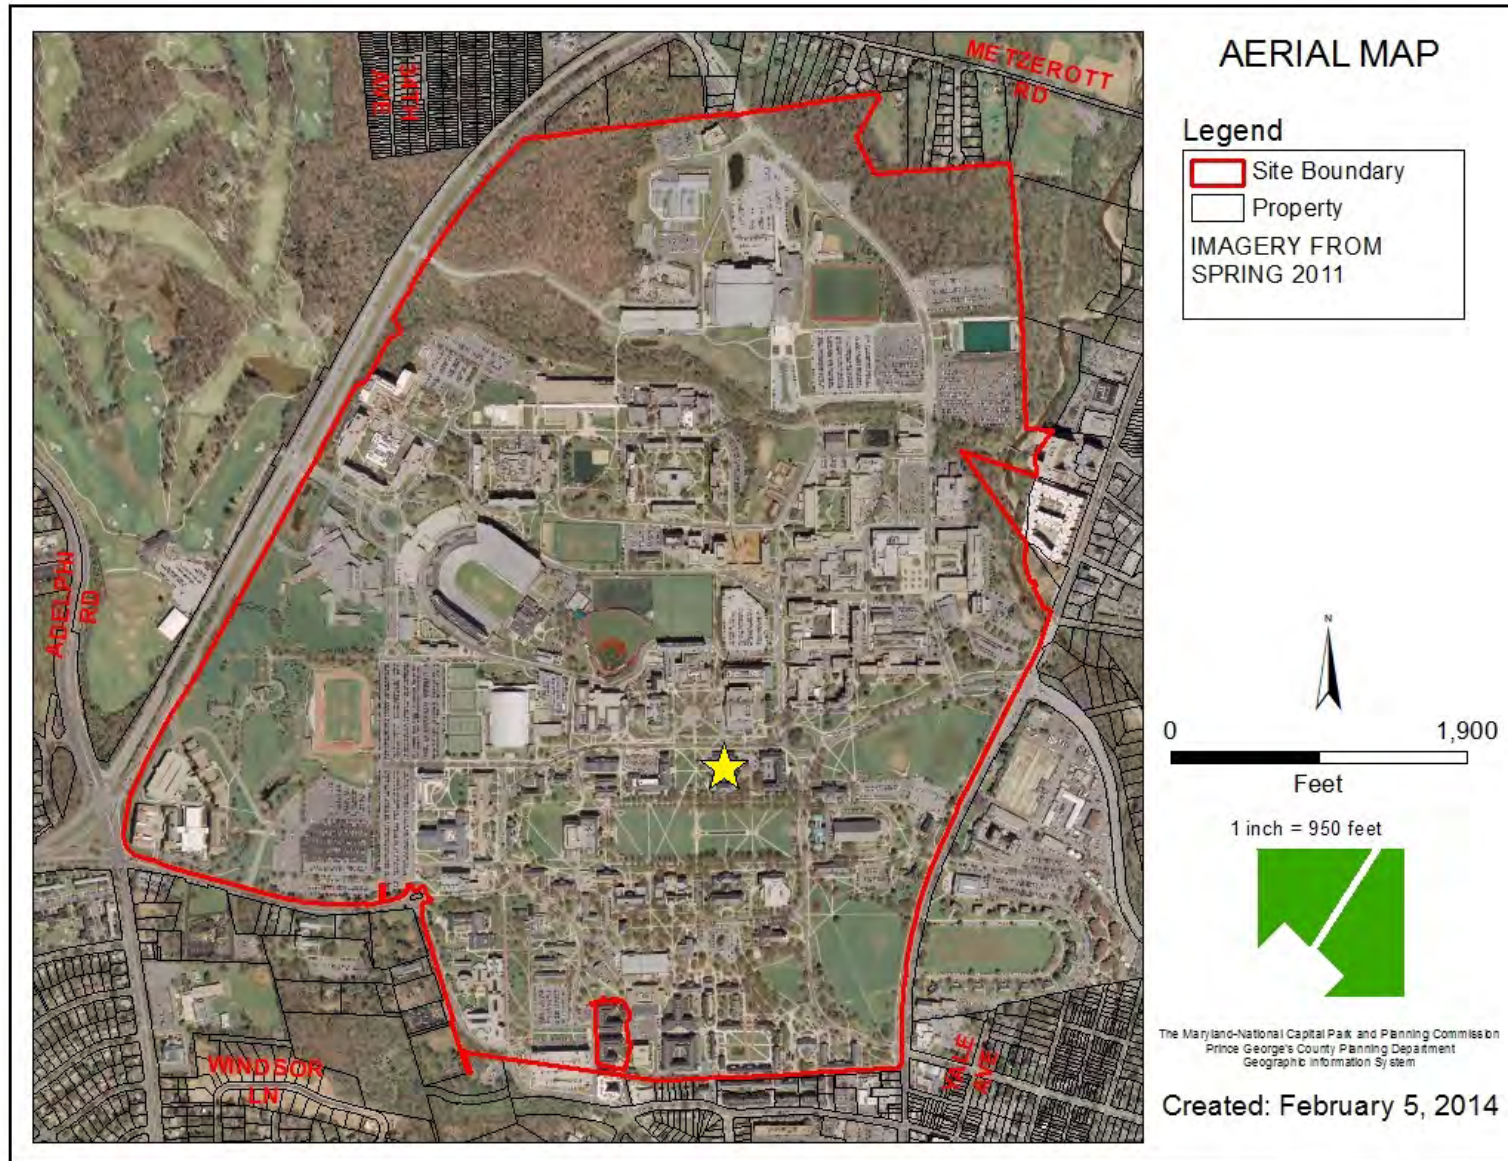 AERIAL MAP
Legend
Site Boundary
Property
IMAGERY FROM
SPRING 2011
METZEROTT
RD
24TH
AVE
ADELPHI
RD
WINDSOR
LN
YALE
AVE
N
0 1,900
Feet
1 inch = 950 feet
The Maryland-National Capital Park and Planning Commission
Prince George's County Planning Department
Geographic Information System
Created: February 5, 2014